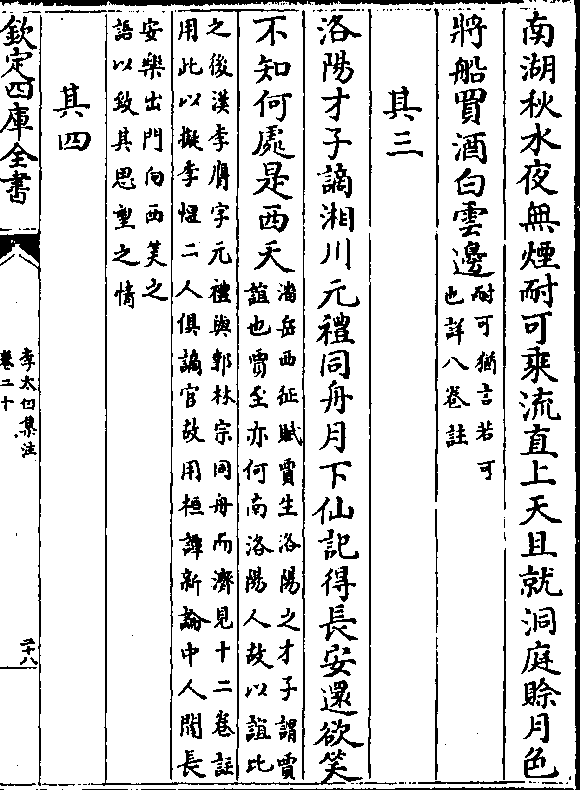 南湖秋水夜無煙耐可乘流直上天且就洞庭賖月色
將船買酒白雲邊耐可猶言若可
也詳八卷註
其三
洛陽才子謫湘川元禮同舟月下仙記得長安還欲笑
不知何處是西天潘岳西征賦賈生洛陽之才子謂賈
誼也賈至亦何南洛陽人故以誼比
之後漢李膺字元禮與郭林宗同舟而濟見十二卷註
用此以擬李煜二人俱謫官故用桓譚新論中人聞長
安樂出門向西笑之
語以致其思望之情
其四
欽定四庫全書
李太白集注
卷二十
二十八